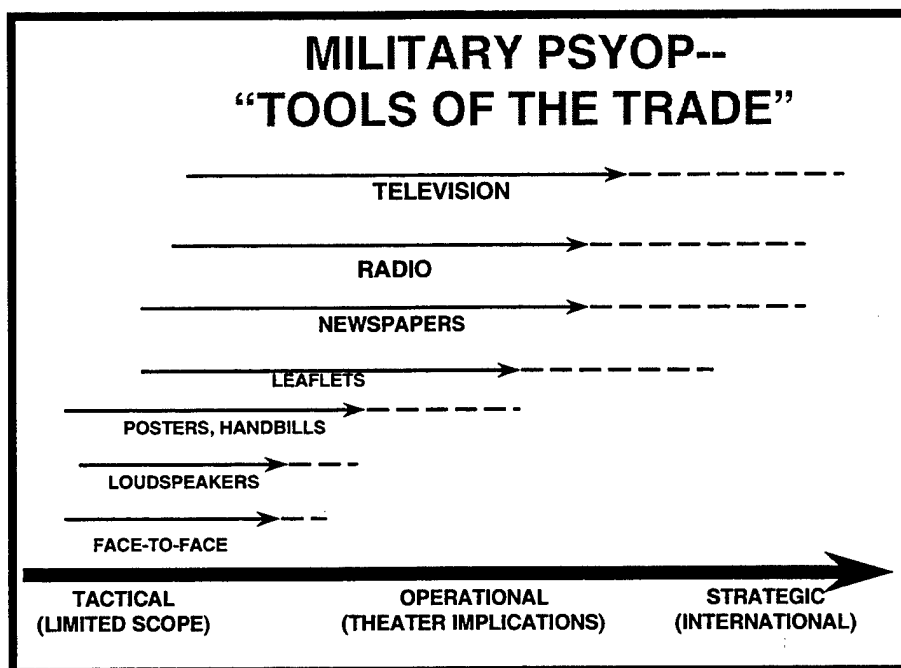 MILITARY PSYOP--
“TOOLS OF THE TRADE”
TELEVISION
RADIO
NEWSPAPERS
LEAFLETS
POSTERS, HANDBILLS
LOUDSPEAKERS
FACE-TO-FACE
TACTICAL
(LIMITED SCOPE)
OPERATIONAL
(THEATER IMPLICATIONS)
STRATEGIC
(INTERNATIONAL)